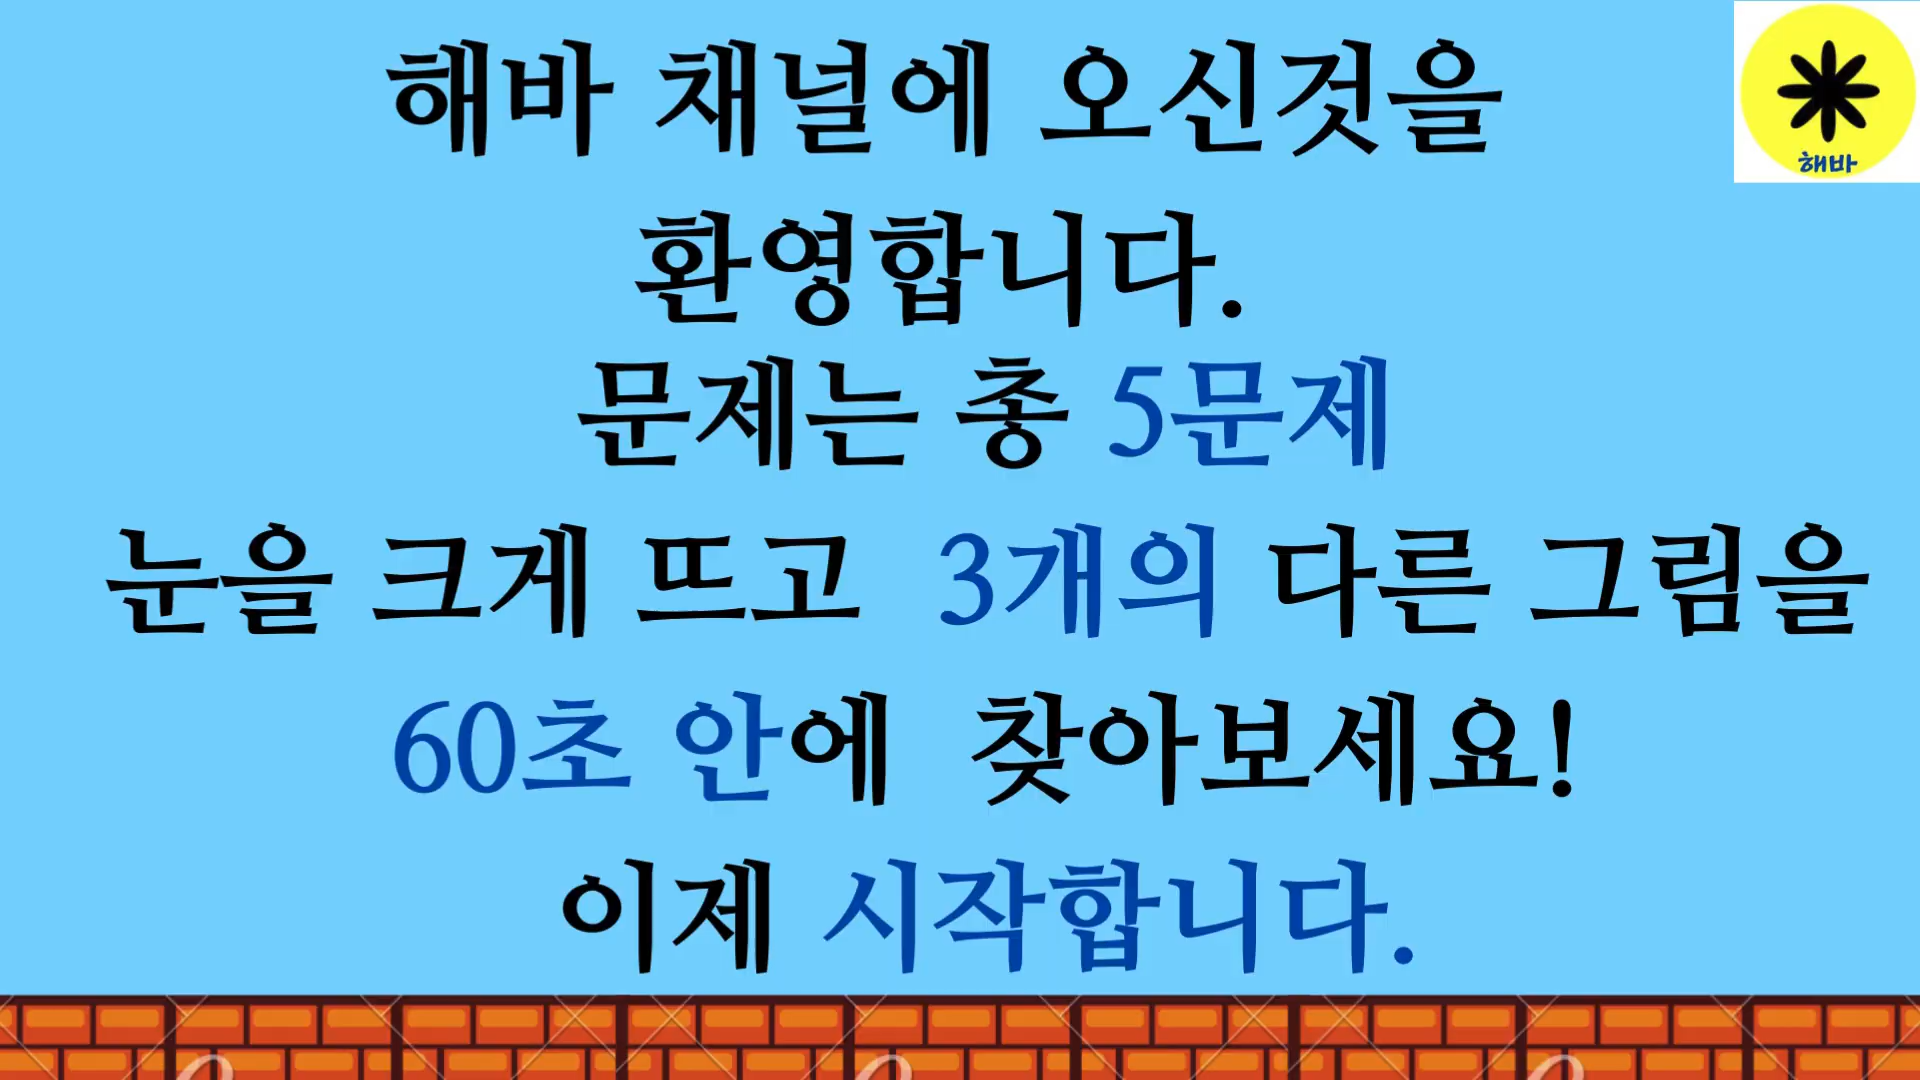 해바 채널에 오신것을
해바
환영합니다.
문제는 총 5문제
눈을 크게 뜨고 3개의 다른 그림을
60초 안에 찾아보세요!
이제 시작합니다.